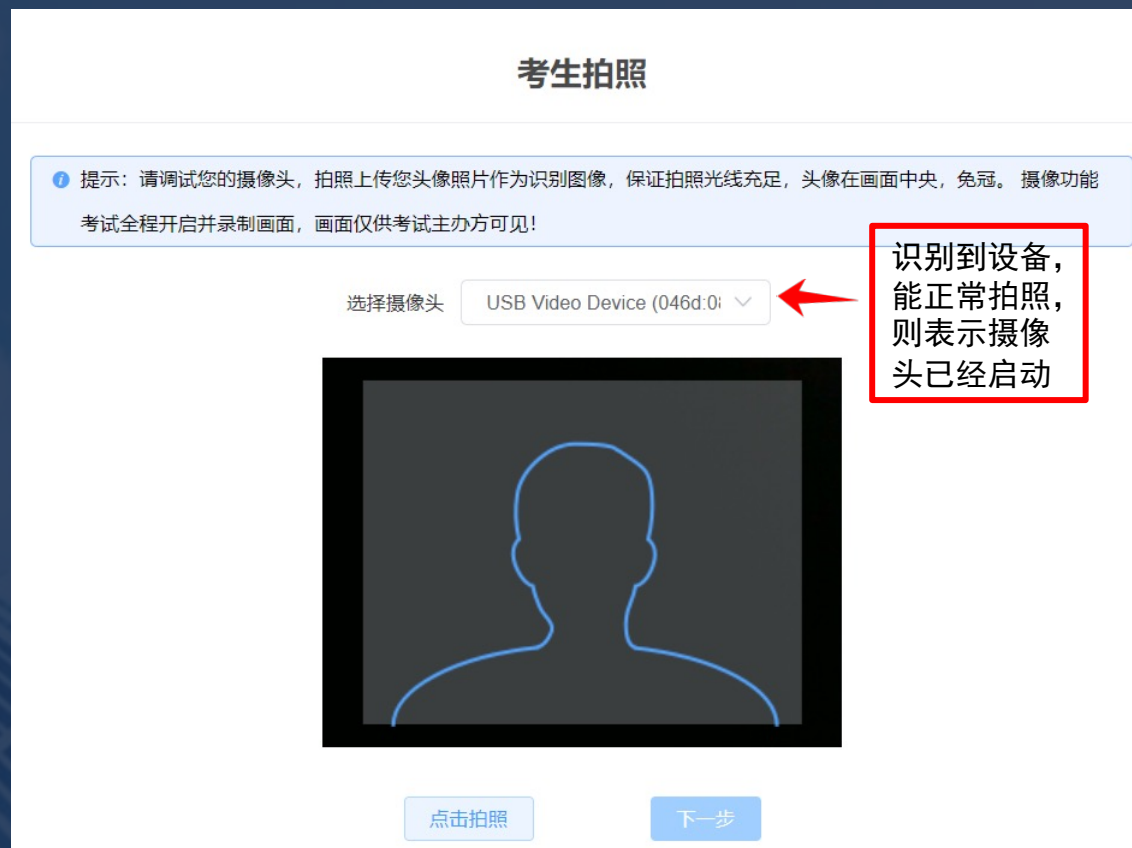 考生拍照
提示：请调试您的摄像头，拍照上传您头像照片作为识别图像，保证拍照光线充足，头像在画面中央，免冠。 摄像功能
考试全程开启并录制画面，画面仅供考试主办方可见！
识别到设备，
能正常拍照，
则表示摄像
头已经启动
选择摄像头
USB Video Device (046d:08
点击拍照
下一步